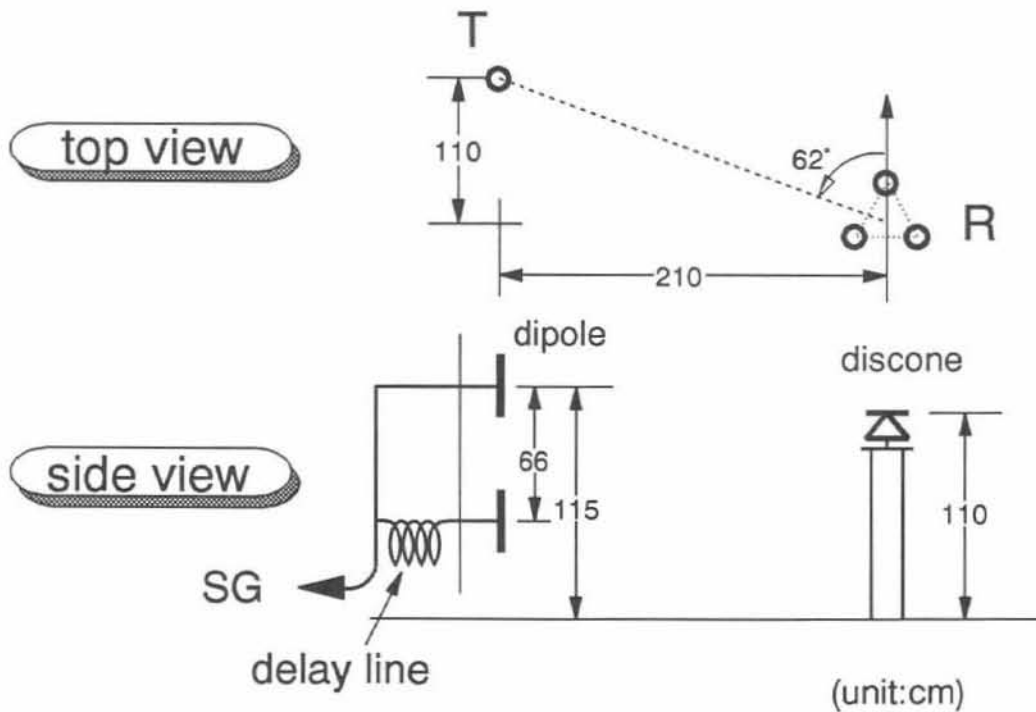 T
top view
110
62°
R
210
dipole
discone
side view
66
115
110
SG
delay line
(unit:cm)